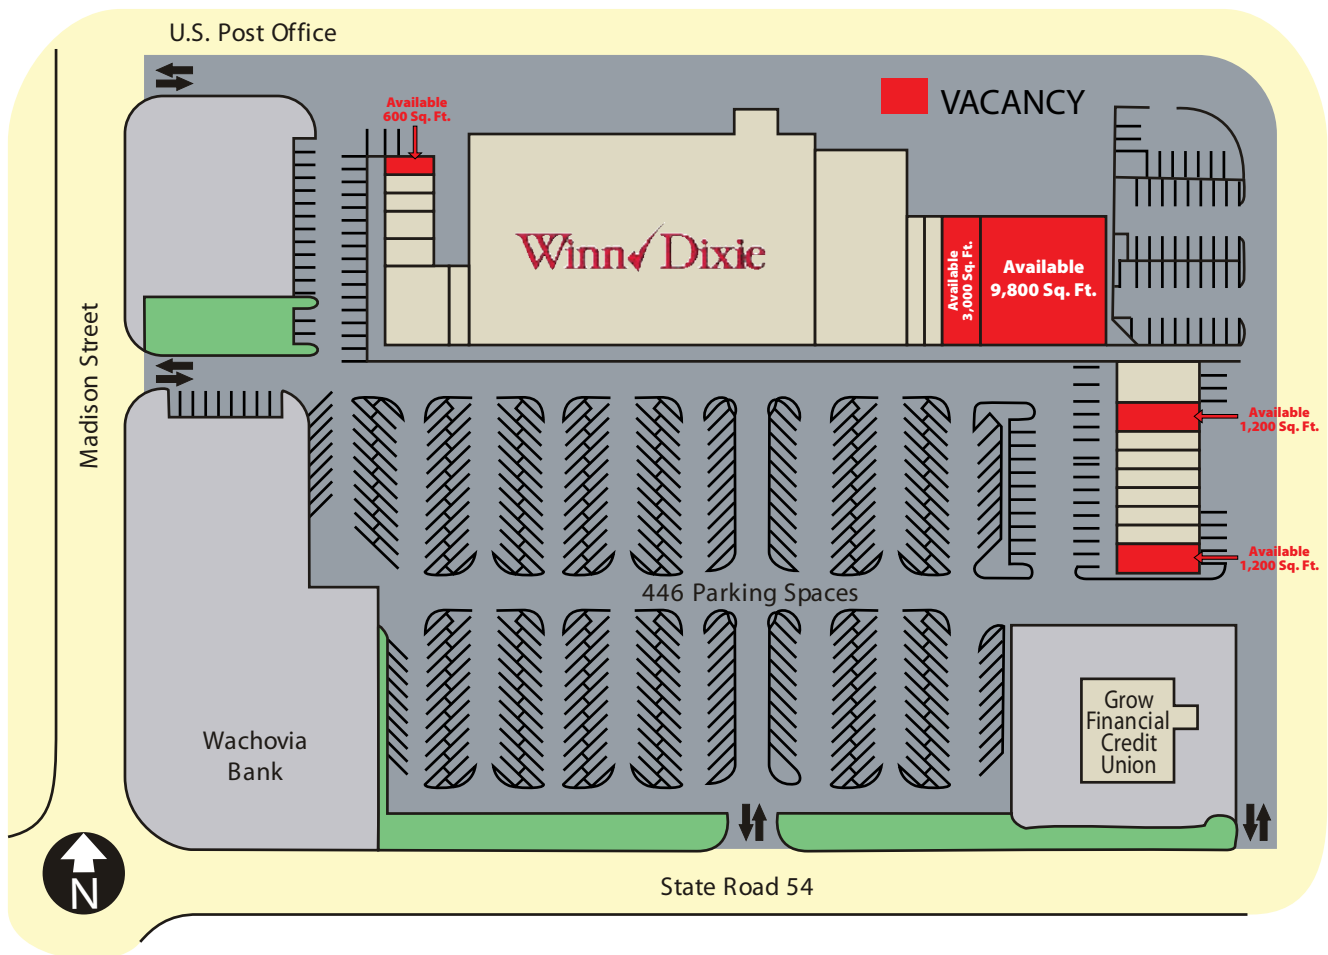 U.S. Post Office
VACANCY
Available
600 Sq. Ft.
Winn Dixie
Available
3,000 Sq. Ft.
Available
9,800 Sq. Ft.
Madison Street
Available
1,200 Sq. Ft.
Available
1,200 Sq. Ft.
446 Parking Spaces
Wachovia
Bank
Grow
Financial
Credit
Union
State Road 54
N